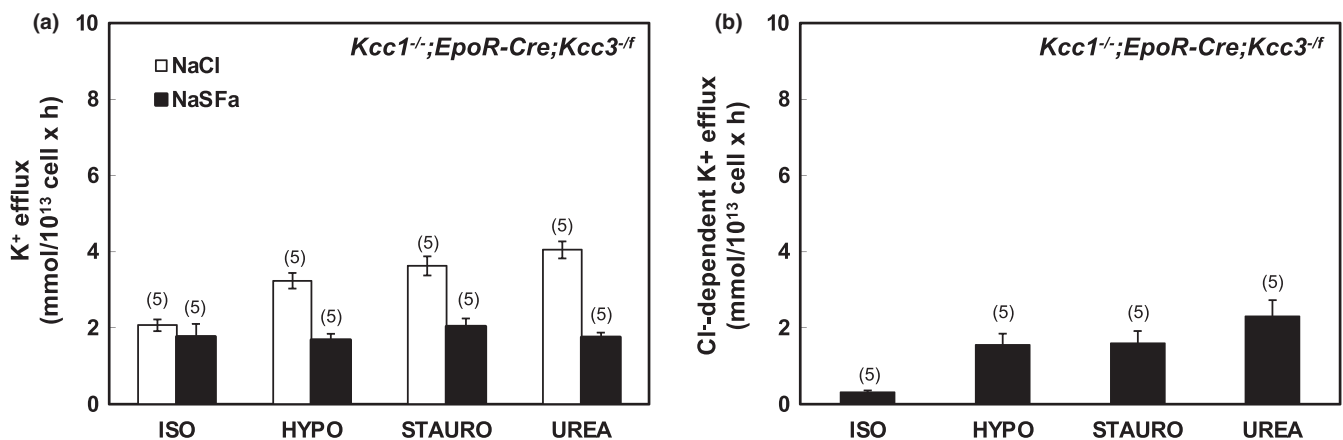 (a)
Kcc1-/-;EpoR-Cre;Kcc3-/f
NaCl
NaSFa
K+ efflux
(mmol/10¹³ cell x h)
10
8
6
4
2
0
(5)
(5)
(5)
(5)
(5)
(5)
(5)
(5)
ISO
HYPO
STAURO
UREA
(b)
Kcc1-/-;EpoR-Cre;Kcc3-/f
Cl--dependent K+ efflux
(mmol/10¹³ cell x h)
10
8
6
4
2
0
(5)
(5)
(5)
(5)
ISO
HYPO
STAURO
UREA